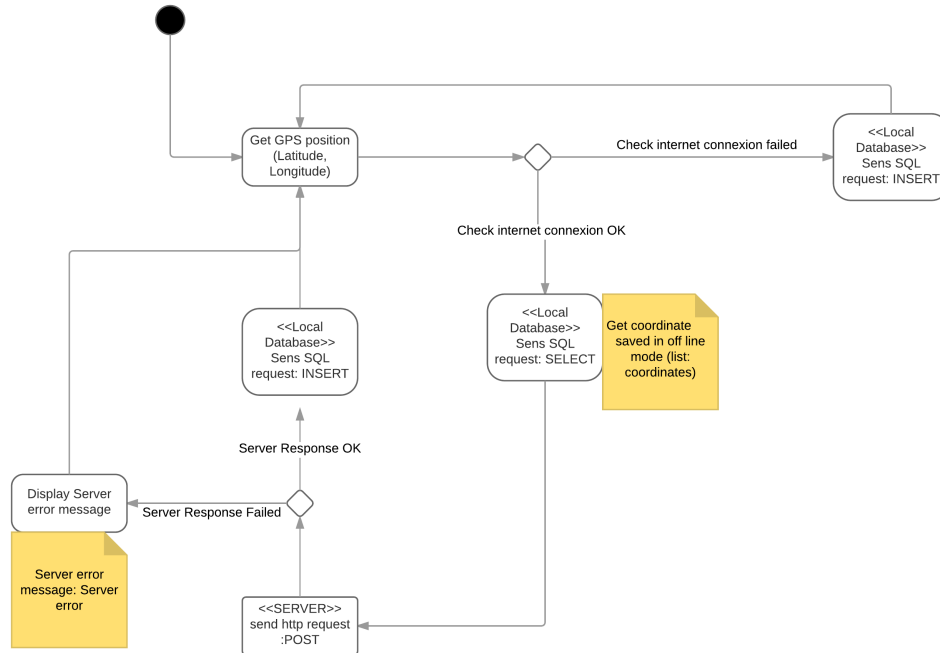 Get GPS position
(Latitude,
Longitude)
Check internet connexion failed
<<Local
Database>>
Sens SQL
request: INSERT
Check internet connexion OK
<<Local
Database>>
Sens SQL
request: SELECT
Get coordinate
saved in off line
mode (list:
coordinates)
<<Local
Database>>
Sens SQL
request: INSERT
Server Response OK
Display Server
error message
Server Response Failed
Server error
message: Server
error
<<SERVER>>
send http request
:POST